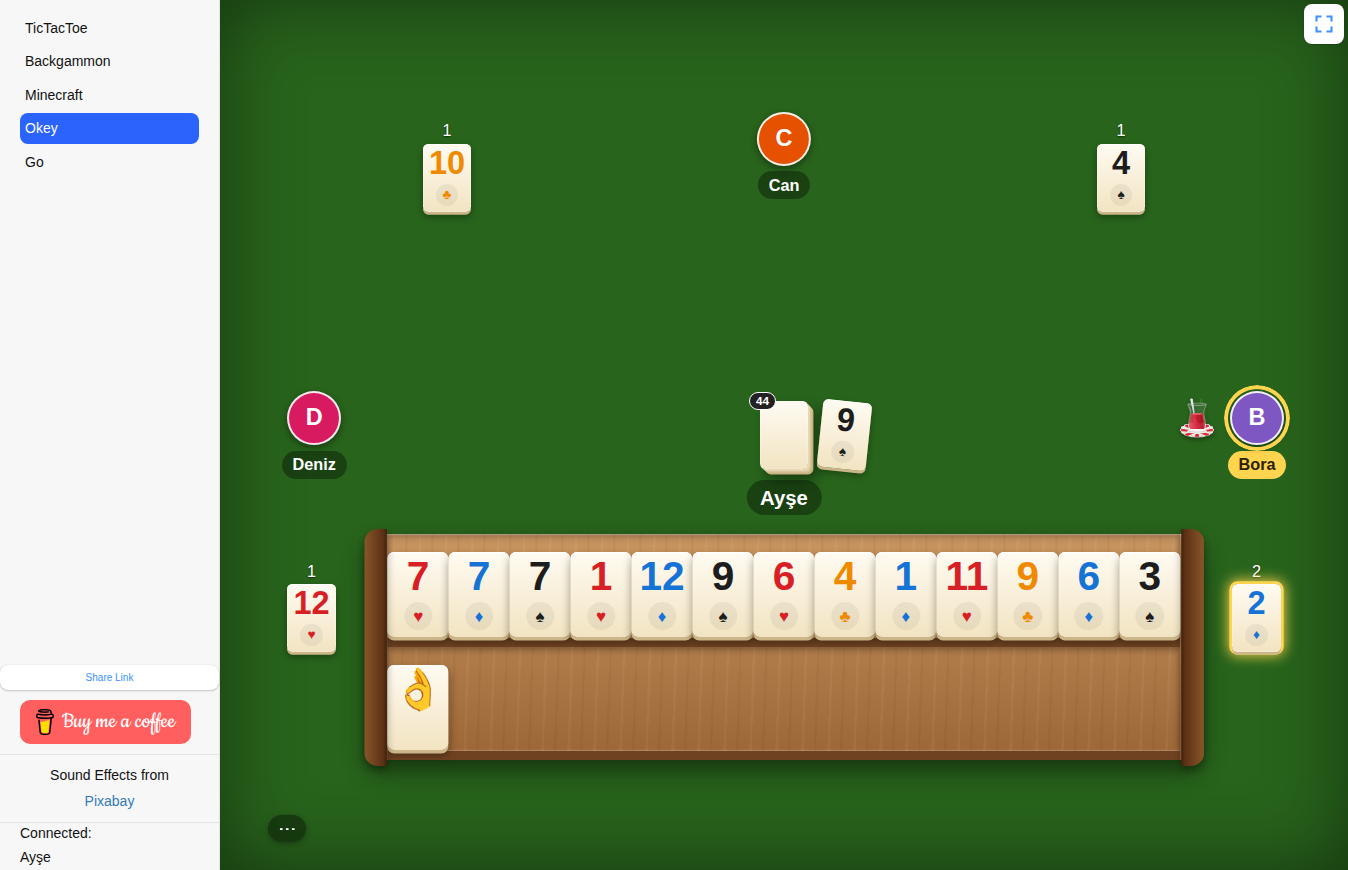 TicTacToe
Backgammon
Minecraft
Okey
Go
Share Link
Buy me a coffee
Sound Effects from
Pixabay
Connected:
Ayşe
1
10
C
Can
1
4
D
Deniz
44
9
B
Bora
Ayşe
1
12
7 7 7 1 12 9 6 4 1 11 9 6 3
2
2
...